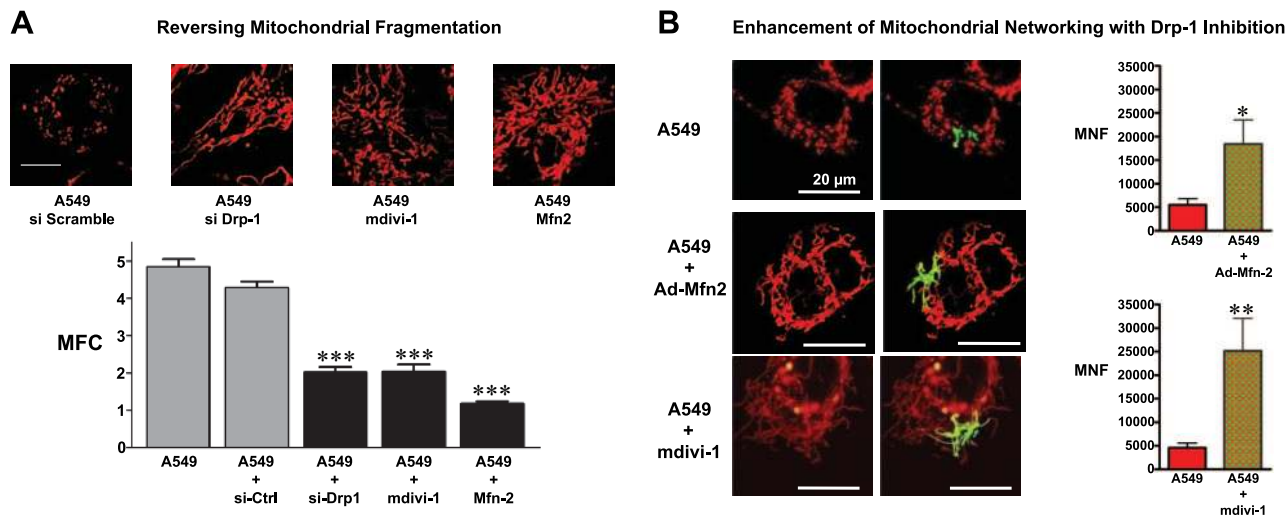 A
Reversing Mitochondrial Fragmentation
A549
si Scramble
A549
si Drp-1
A549
mdivi-1
A549
Mfn2
MFC
5
4
3
2
1
0
***
***
***
A549
A549
+
si-Ctrl
A549
+
si-Drp1
A549
+
mdivi-1
A549
+
Mfn-2
B
Enhancement of Mitochondrial Networking with Drp-1 Inhibition
A549
20 µm
A549
+
Ad-Mfn2
A549
+
mdivi-1
MNF
35000
30000
25000
20000
15000
10000
5000
0
*
A549
A549
+
Ad-Mfn-2
MNF
35000
30000
25000
20000
15000
10000
5000
0
**
A549
A549
+
mdivi-1